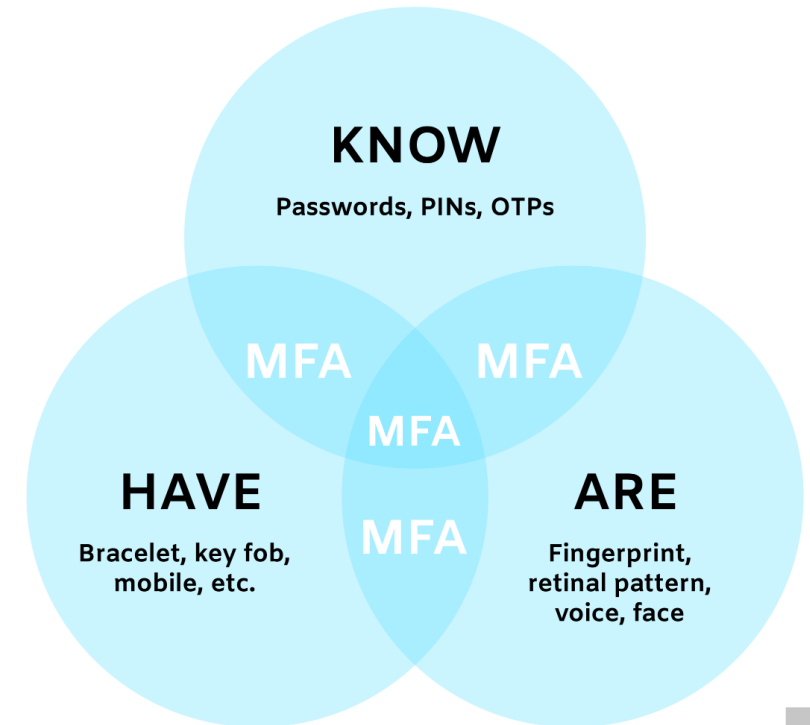 KNOW
Passwords, PINs, OTPs
MFA
MFA
MFA
HAVE
Bracelet, key fob,
mobile, etc.
MFA
ARE
Fingerprint,
retinal pattern,
voice, face